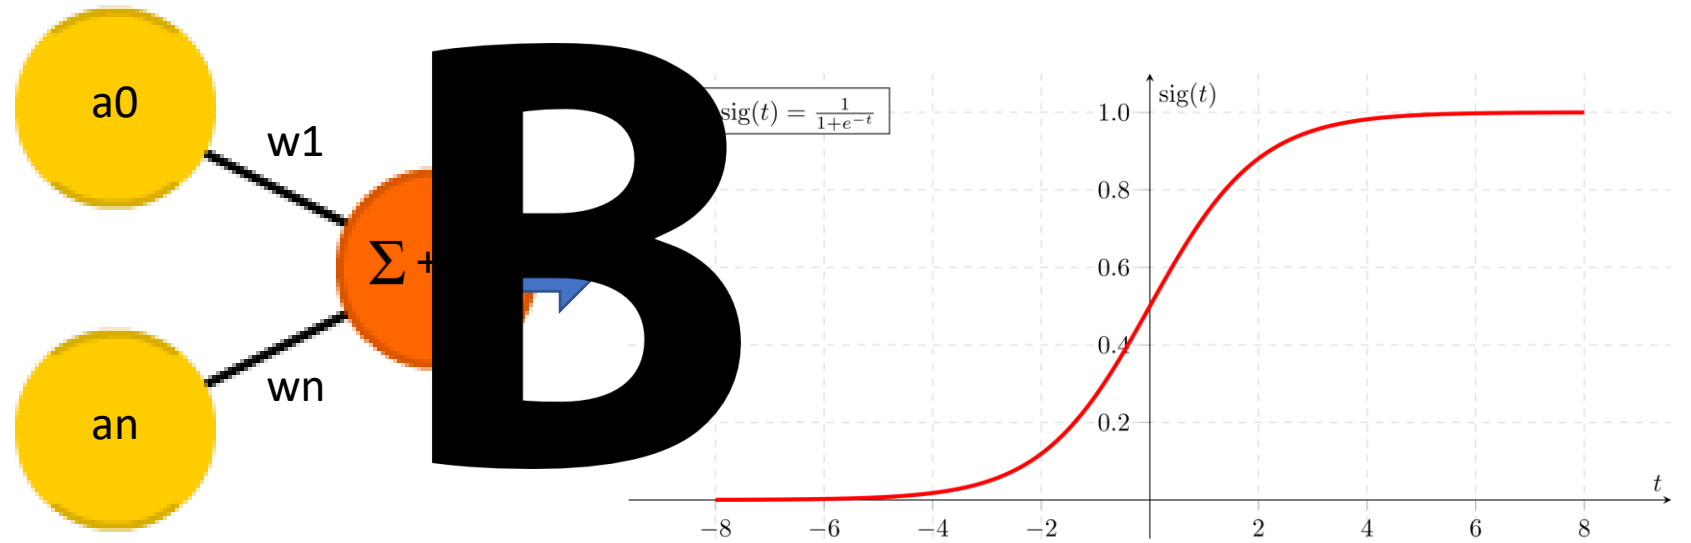 a0
w1
Σ +
B
wn
an
sig(t) = 1/(1+e^−t)
sig(t)
1.0
0.8
0.6
0.4
0.2
t
−8 −6 −4 −2 2 4 6 8